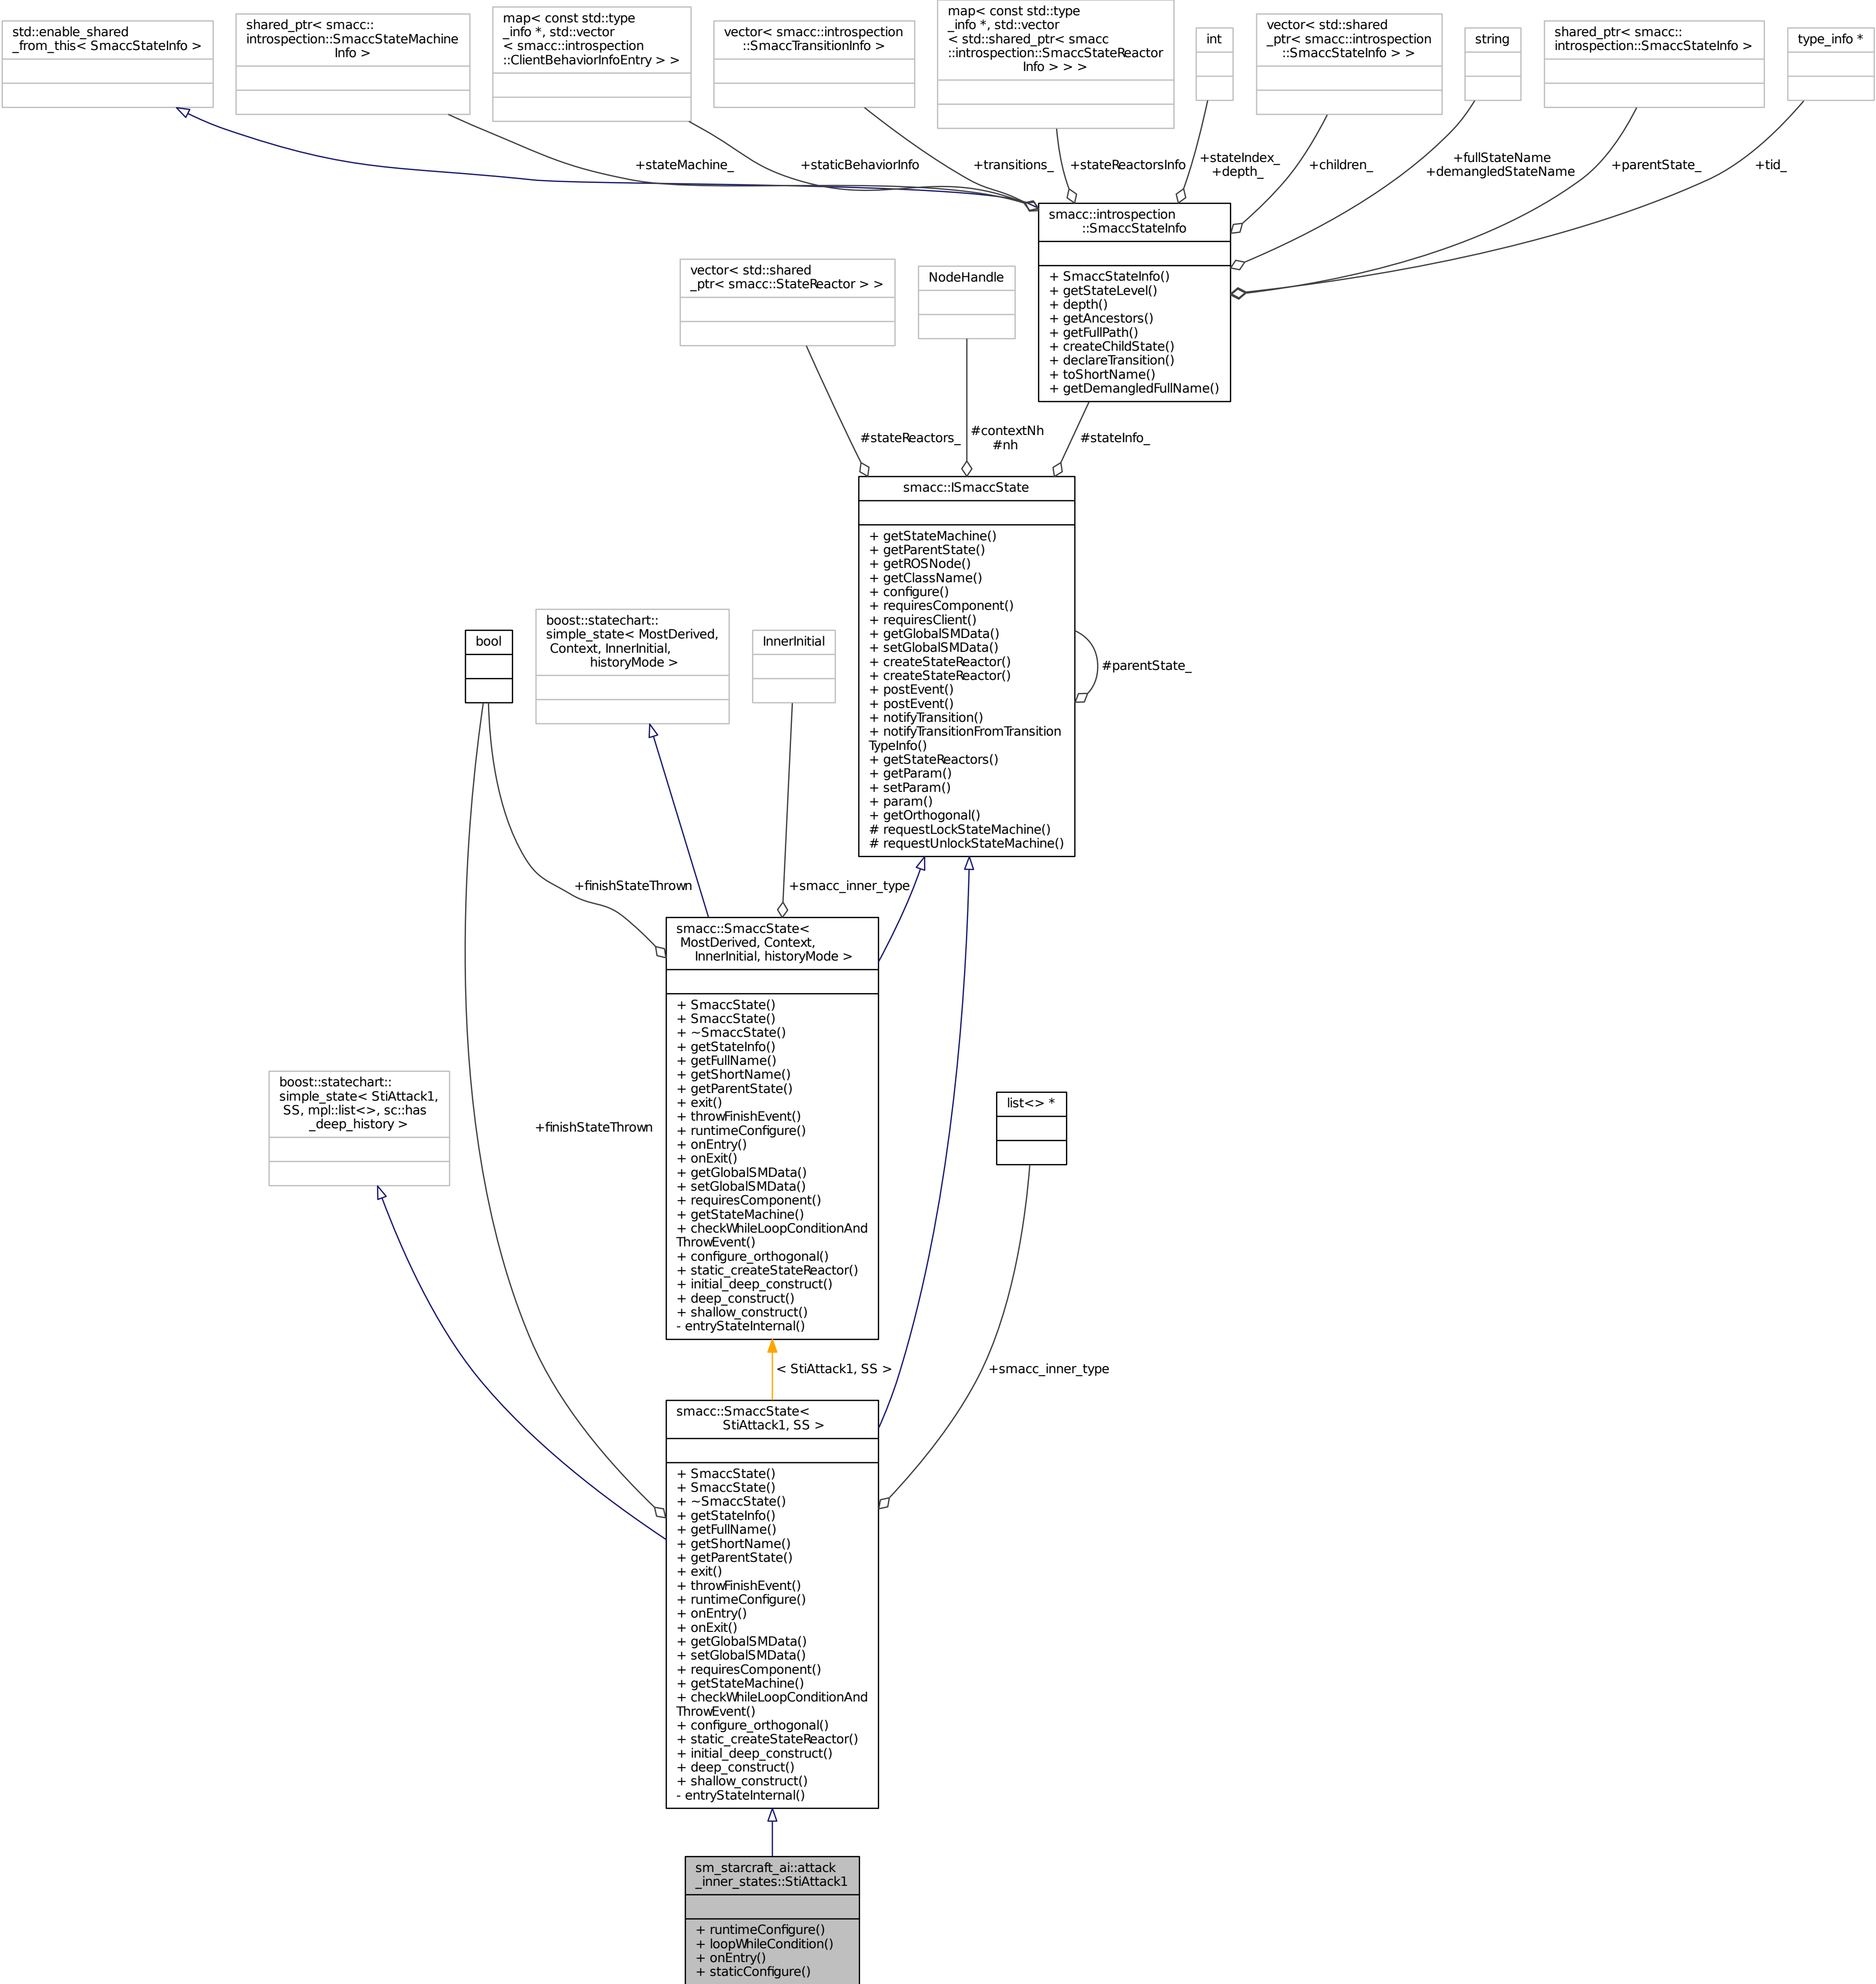 std::enable_shared
_from_this< SmaccStateInfo >
shared_ptr< smacc::
introspection::SmaccStateMachine
Info >
map< const std::type
_info *, std::vector
< smacc::introspection
::ClientBehaviorInfoEntry > >
vector< smacc::introspection
::SmaccTransitionInfo >
map< const std::type
_info *, std::vector
< std::shared_ptr< smacc
::introspection::SmaccStateReactor
Info > > >
int
vector< std::shared
_ptr< smacc::introspection
::SmaccStateInfo > >
string
shared_ptr< smacc::
introspection::SmaccStateInfo >
type_info *
+stateMachine_
+staticBehaviorInfo
+transitions_
+stateReactorsInfo
+stateIndex_
+depth_
+children_
+fullStateName
+demangledStateName
+parentState_
+tid_
smacc::introspection
::SmaccStateInfo
+ SmaccStateInfo()
+ getStateLevel()
+ depth()
+ getAncestors()
+ getFullPath()
+ createChildState()
+ declareTransition()
+ toShortName()
+ getDemangledFullName()
vector< std::shared
_ptr< smacc::StateReactor > >
NodeHandle
#stateReactors_
#contextNh
#nh
#stateInfo_
smacc::ISmaccState
+ getStateMachine()
+ getParentState()
+ getROSNode()
+ getClassName()
+ configure()
+ requiresComponent()
+ requiresClient()
+ getGlobalSMData()
+ setGlobalSMData()
+ createStateReactor()
+ createStateReactor()
+ postEvent()
+ postEvent()
+ notifyTransition()
+ notifyTransitionFromTransition
TypeInfo()
+ getStateReactors()
+ getParam()
+ setParam()
+ param()
+ getOrthogonal()
# requestLockStateMachine()
# requestUnlockStateMachine()
#parentState_
bool
boost::statechart::
simple_state< MostDerived,
Context, InnerInitial,
historyMode >
InnerInitial
+finishStateThrown
+smacc_inner_type
smacc::SmaccState<
MostDerived, Context,
InnerInitial, historyMode >
+ SmaccState()
+ SmaccState()
+ ~SmaccState()
+ getStateInfo()
+ getFullName()
+ getShortName()
+ getParentState()
+ exit()
+ throwFinishEvent()
+ runtimeConfigure()
+ onEntry()
+ onExit()
+ getGlobalSMData()
+ setGlobalSMData()
+ requiresComponent()
+ getStateMachine()
+ checkWhileLoopConditionAnd
ThrowEvent()
+ configure_orthogonal()
+ static_createStateReactor()
+ initial_deep_construct()
+ deep_construct()
+ shallow_construct()
- entryStateInternal()
boost::statechart::
simple_state< StiAttack1,
SS, mpl::list<>, sc::has
_deep_history >
+finishStateThrown
list<> *
< StiAttack1, SS >
+smacc_inner_type
smacc::SmaccState<
StiAttack1, SS >
+ SmaccState()
+ SmaccState()
+ ~SmaccState()
+ getStateInfo()
+ getFullName()
+ getShortName()
+ getParentState()
+ exit()
+ throwFinishEvent()
+ runtimeConfigure()
+ onEntry()
+ onExit()
+ getGlobalSMData()
+ setGlobalSMData()
+ requiresComponent()
+ getStateMachine()
+ checkWhileLoopConditionAnd
ThrowEvent()
+ configure_orthogonal()
+ static_createStateReactor()
+ initial_deep_construct()
+ deep_construct()
+ shallow_construct()
- entryStateInternal()
sm_starcraft_ai::attack
_inner_states::StiAttack1
+ runtimeConfigure()
+ loopWhileCondition()
+ onEntry()
+ staticConfigure()